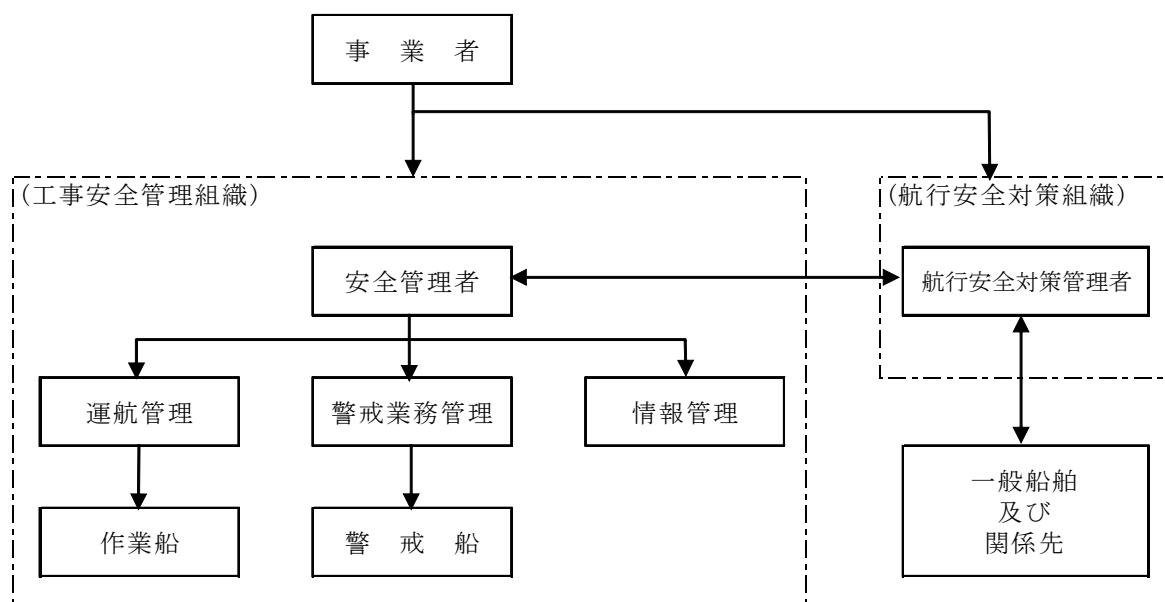 事　業　者
(工事安全管理組織)
(航行安全対策組織)
安全管理者
航行安全対策管理者
運航管理
警戒業務管理
情報管理
作業船
警　戒　船
一般船舶
及び
関係先